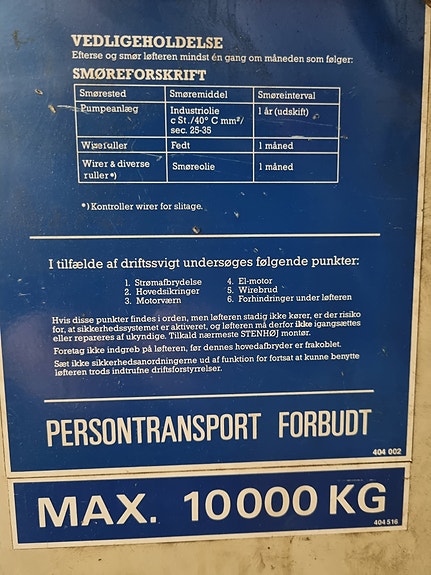 VEDLIGEHOLDELSE
Efterse og smør løfteren mindst én gang om måneden som følger:
SMØREFORSKRIFT
Smørested Smøremiddel Smøreinterval
Pumpeanlæg Industriolie 1 år (udskift)
c St./40° C mm²/
sec. 25-35
Wireruller Fedt 1 måned
Wirer & diverse Smøreolie 1 måned
ruller*)
*) Kontroller wirer for slitage.
I tilfælde af driftssvigt undersøges følgende punkter:
1. Strømafbrydelse 4. El-motor
2. Hovedsikringer 5. Wirebrud
3. Motorværn 6. Forhindringer under løfteren
Hvis disse punkter findes i orden, men løfteren stadig ikke kører, er der risiko
for, at sikkerhedssystemet er aktiveret, og løfteren må derfor ikke igangsættes
eller repareres af ukyndige. Tilkald nærmeste STENHØJ montør.
Foretag ikke indgreb på løfteren, før dennes hovedafbryder er frakoblet.
Sæt ikke sikkerhedsanordningerne ud af funktion for fortsat at kunne benytte
løfteren trods indtrufne driftsforstyrrelser.
PERSONTRANSPORT FORBUDT
404 002
MAX. 10000 KG
404 516